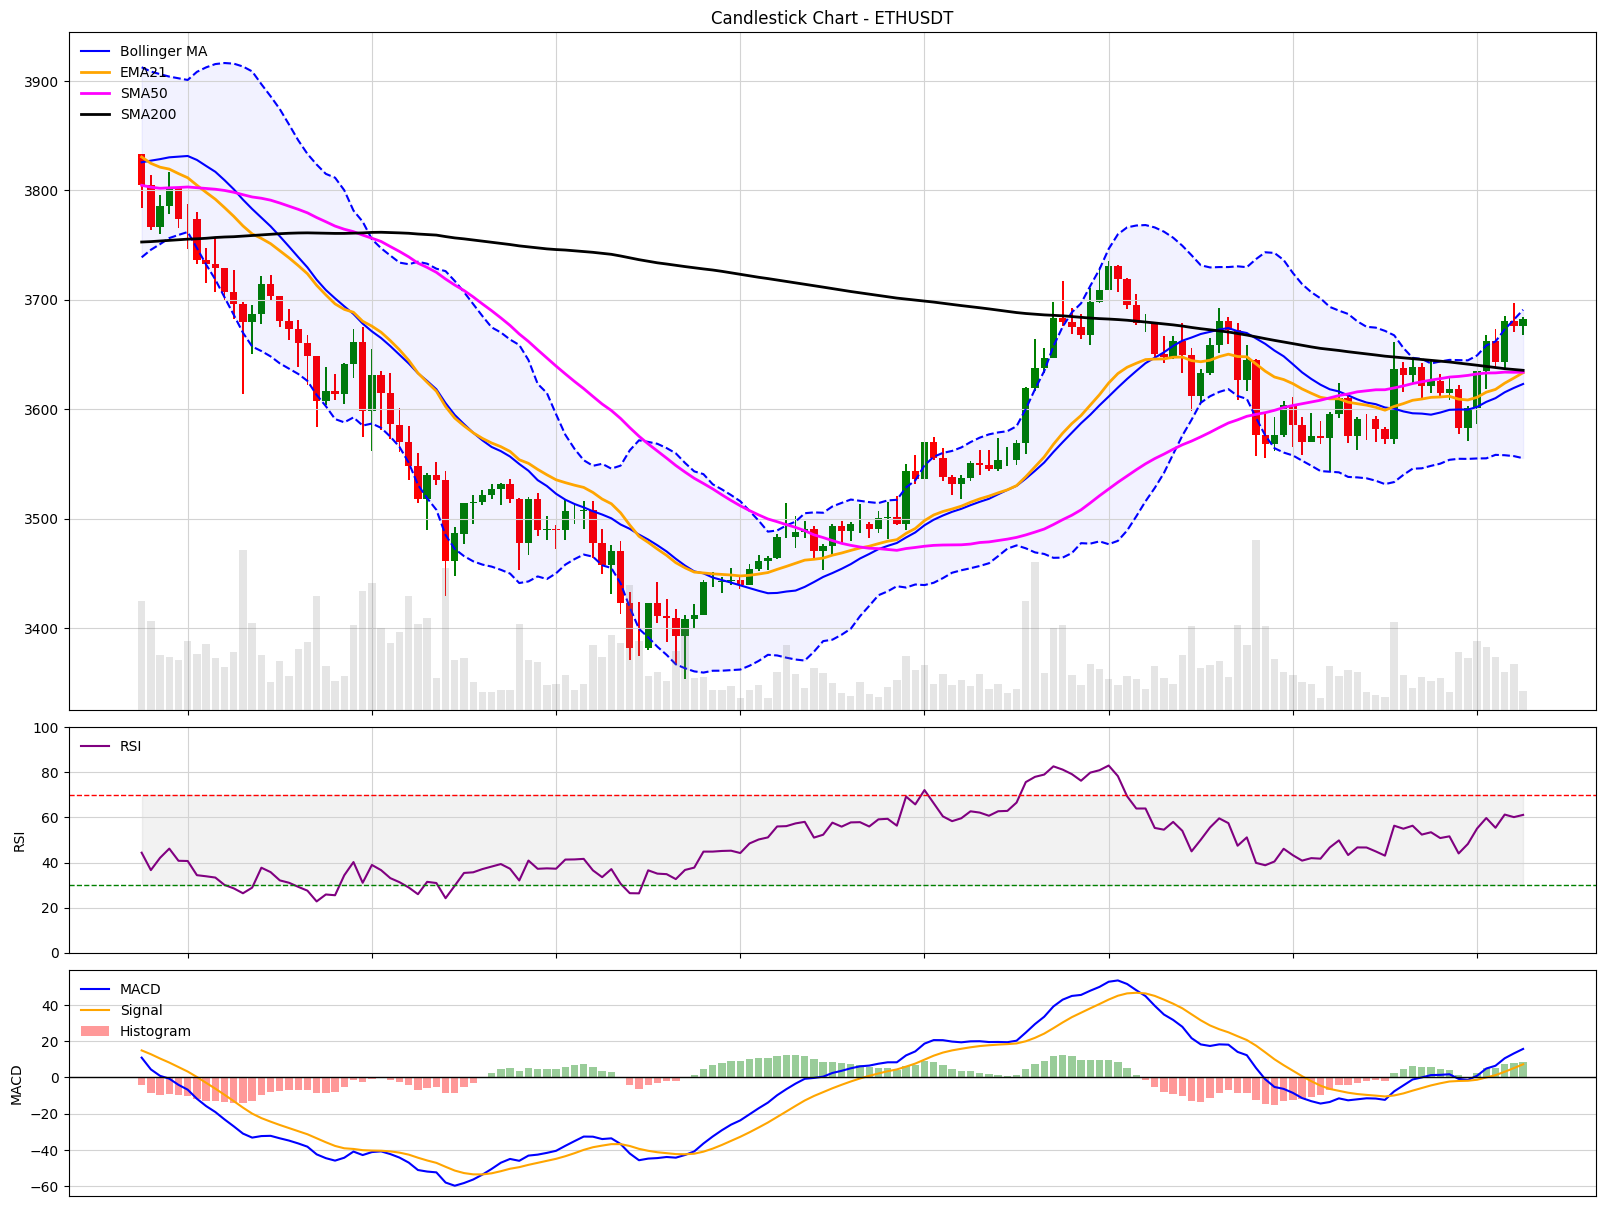 Candlestick Chart - ETHUSDT
Bollinger MA
EMA21
SMA50
SMA200
3900
3800
3700
3600
3500
3400
RSI
100
80
60
40
20
0
RSI
MACD
Signal
Histogram
40
20
0
−20
−40
−60
MACD